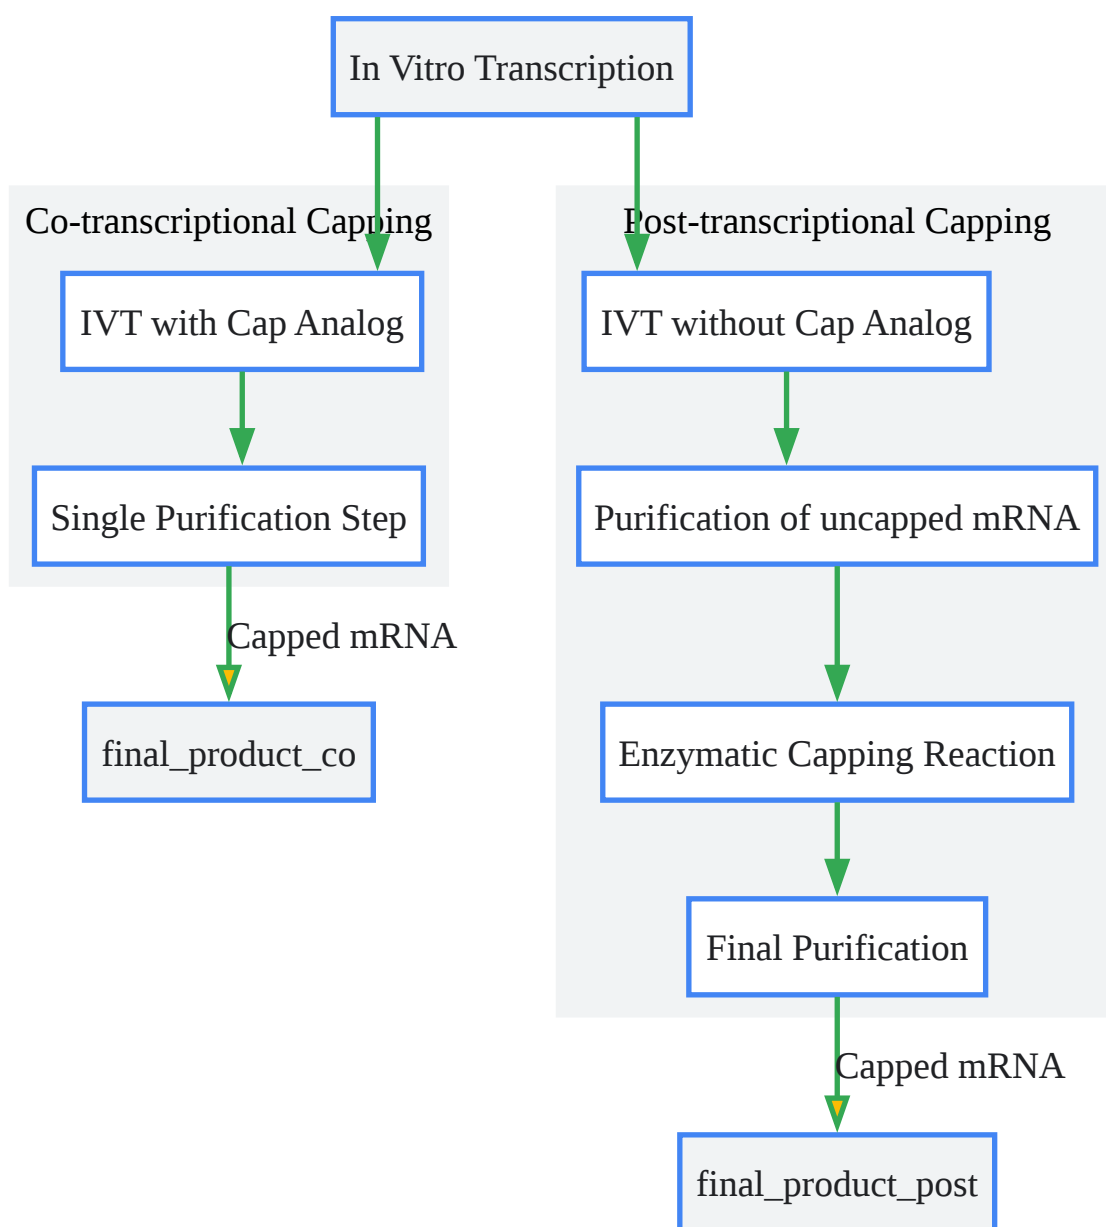 In Vitro Transcription
Co-transcriptional Capping
IVT with Cap Analog
Single Purification Step
Capped mRNA
final_product_co
Post-transcriptional Capping
IVT without Cap Analog
Purification of uncapped mRNA
Enzymatic Capping Reaction
Final Purification
Capped mRNA
final_product_post